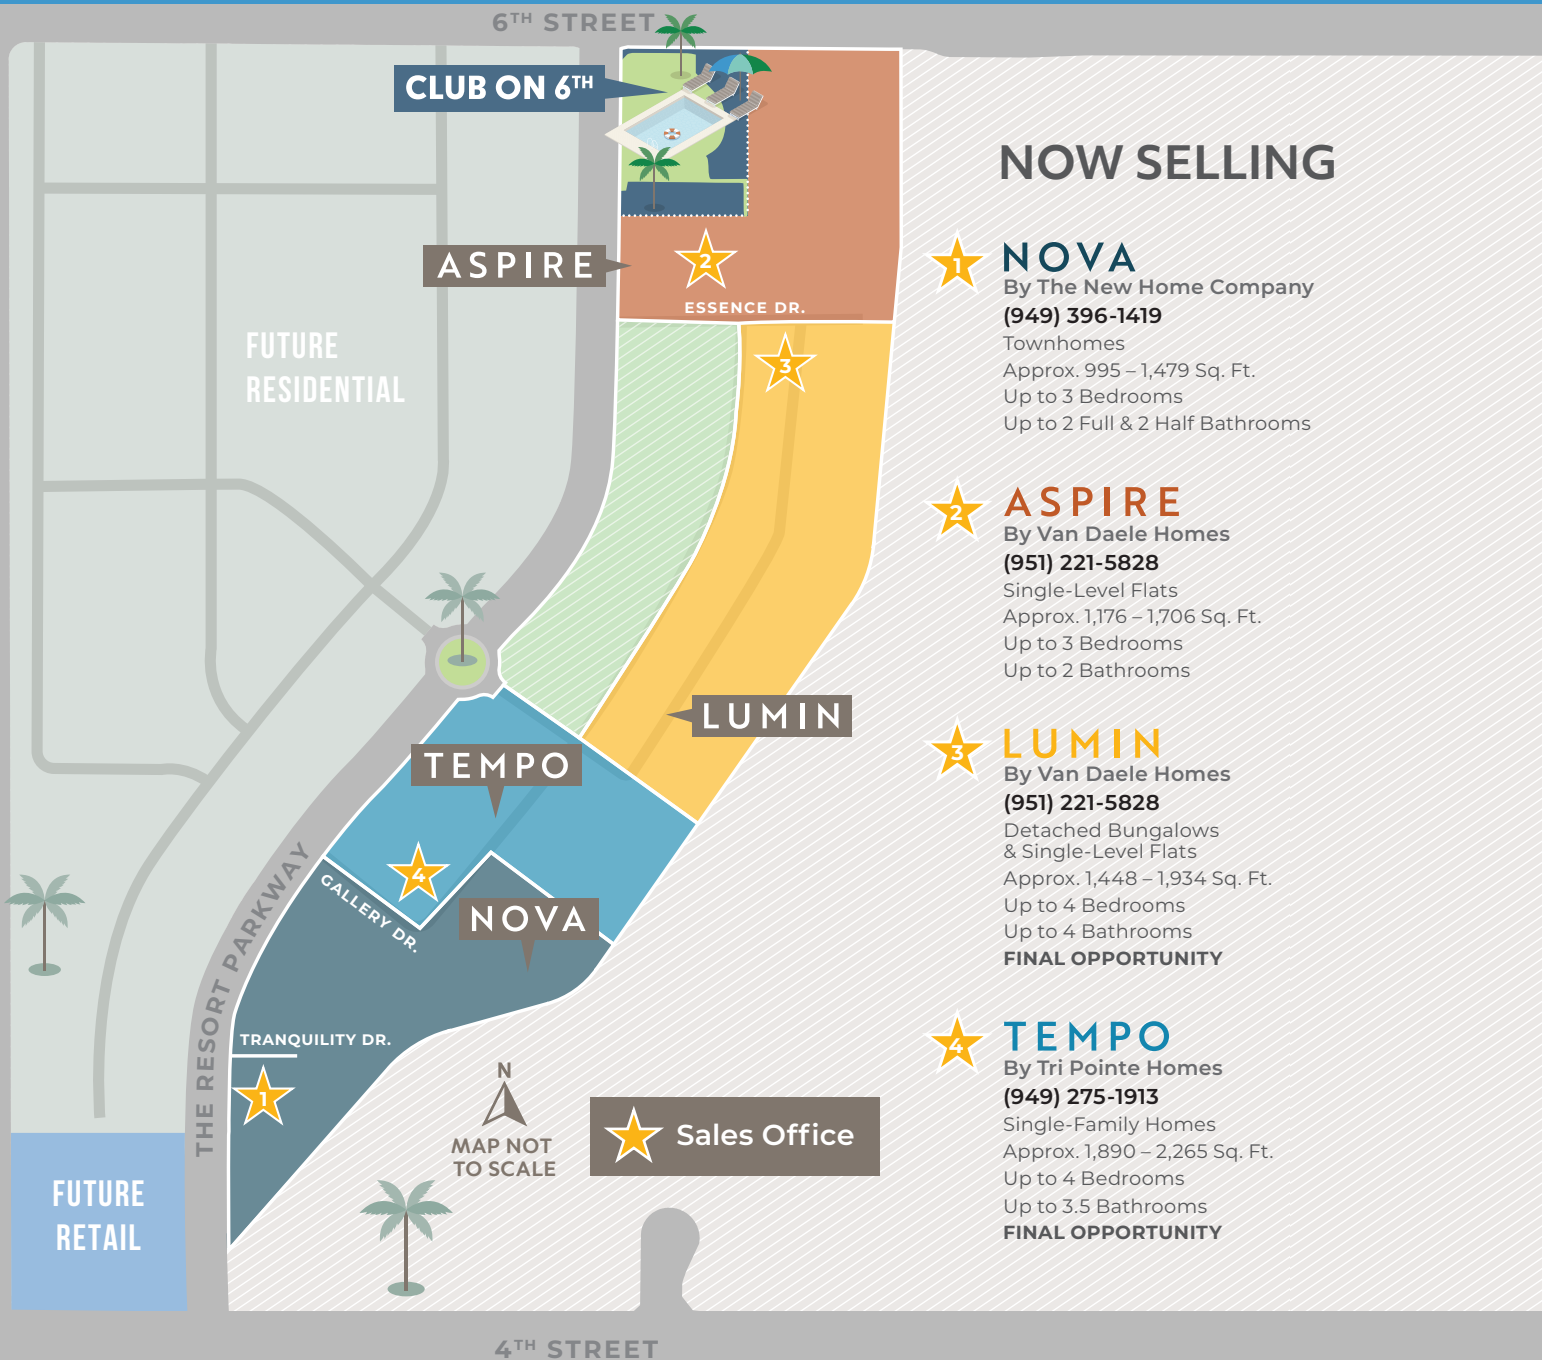 6TH STREET
CLUB ON 6TH
ASPIRE
2
ESSENCE DR.
3
FUTURE
RESIDENTIAL
LUMIN
TEMPO
4
GALLERY DR.
NOVA
THE RESORT PARKWAY
TRANQUILITY DR.
1
N
MAP NOT
TO SCALE
Sales Office
FUTURE
RETAIL
4TH STREET
NOW SELLING
1
NOVA
By The New Home Company
(949) 396-1419
Townhomes
Approx. 995 – 1,479 Sq. Ft.
Up to 3 Bedrooms
Up to 2 Full & 2 Half Bathrooms
2
ASPIRE
By Van Daele Homes
(951) 221-5828
Single-Level Flats
Approx. 1,176 – 1,706 Sq. Ft.
Up to 3 Bedrooms
Up to 2 Bathrooms
3
LUMIN
By Van Daele Homes
(951) 221-5828
Detached Bungalows
& Single-Level Flats
Approx. 1,448 – 1,934 Sq. Ft.
Up to 4 Bedrooms
Up to 4 Bathrooms
FINAL OPPORTUNITY
4
TEMPO
By Tri Pointe Homes
(949) 275-1913
Single-Family Homes
Approx. 1,890 – 2,265 Sq. Ft.
Up to 4 Bedrooms
Up to 3.5 Bathrooms
FINAL OPPORTUNITY